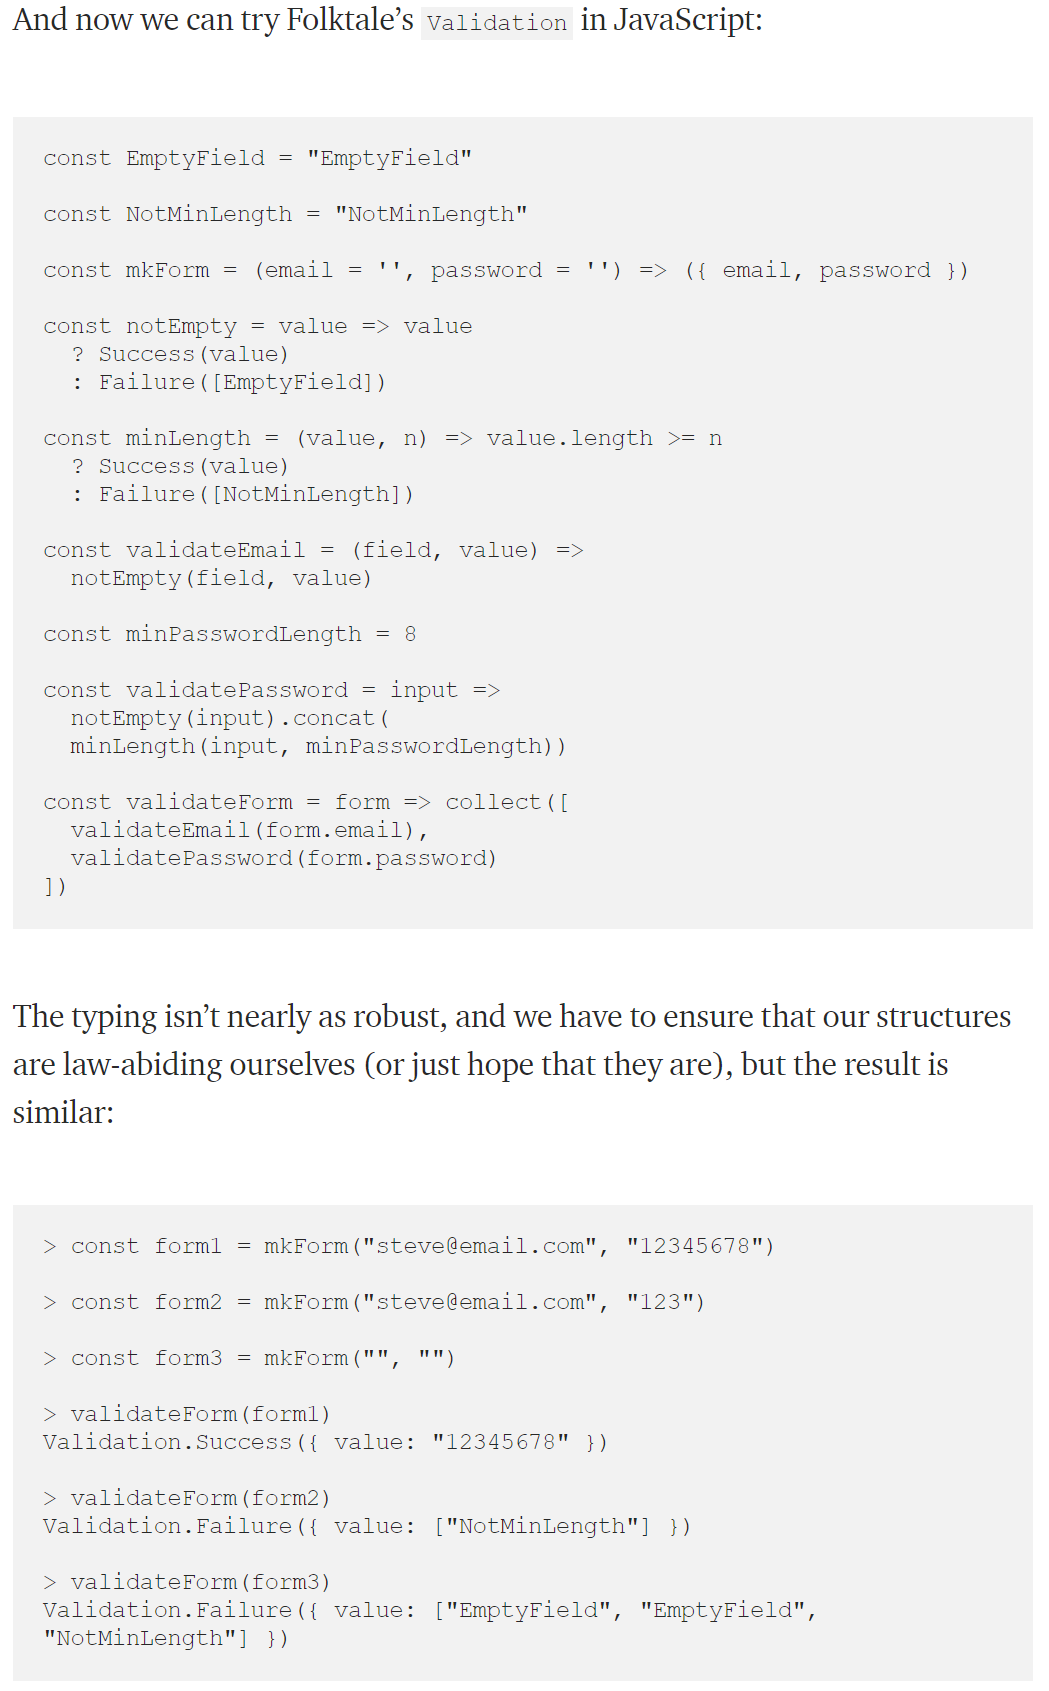 And now we can try Folktale’s Validation in JavaScript:
const EmptyField = "EmptyField"
const NotMinLength = "NotMinLength"
const mkForm = (email = '', password = '') => ({ email, password })
const notEmpty = value => value
  ? Success(value)
  : Failure([EmptyField])
const minLength = (value, n) => value.length >= n
  ? Success(value)
  : Failure([NotMinLength])
const validateEmail = (field, value) =>
  notEmpty(field, value)
const minPasswordLength = 8
const validatePassword = input =>
  notEmpty(input).concat(
  minLength(input, minPasswordLength))
const validateForm = form => collect([
  validateEmail(form.email),
  validatePassword(form.password)
])
The typing isn’t nearly as robust, and we have to ensure that our structures
are law-abiding ourselves (or just hope that they are), but the result is
similar:
> const form1 = mkForm("steve@email.com", "12345678")
> const form2 = mkForm("steve@email.com", "123")
> const form3 = mkForm("", "")
> validateForm(form1)
Validation.Success({ value: "12345678" })
> validateForm(form2)
Validation.Failure({ value: ["NotMinLength"] })
> validateForm(form3)
Validation.Failure({ value: ["EmptyField", "EmptyField",
"NotMinLength"] })